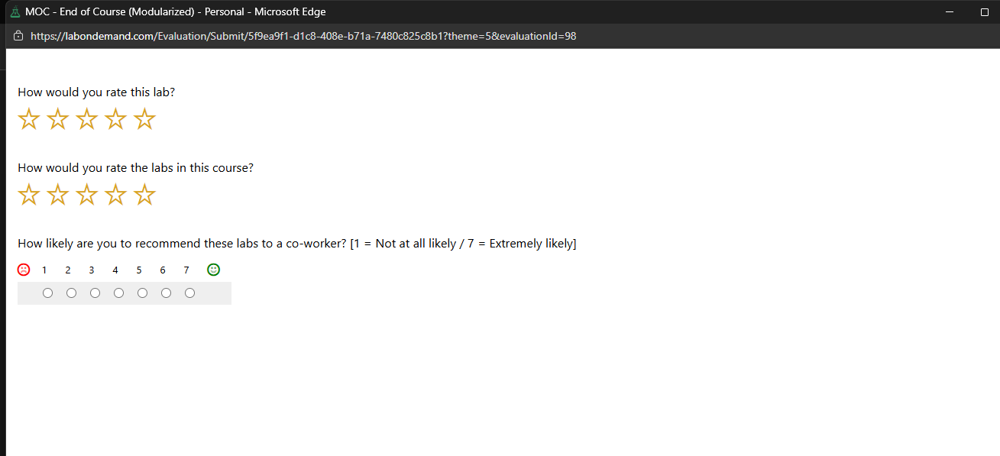 MOC - End of Course (Modularized) - Personal - Microsoft Edge
https://labondemand.com/Evaluation/Submit/5f9ea9f1-d1c8-408e-b71a-7480c825c8b1?theme=5&evaluationId=98
How would you rate this lab?
How would you rate the labs in this course?
How likely are you to recommend these labs to a co-worker? [1 = Not at all likely / 7 = Extremely likely]
1 2 3 4 5 6 7